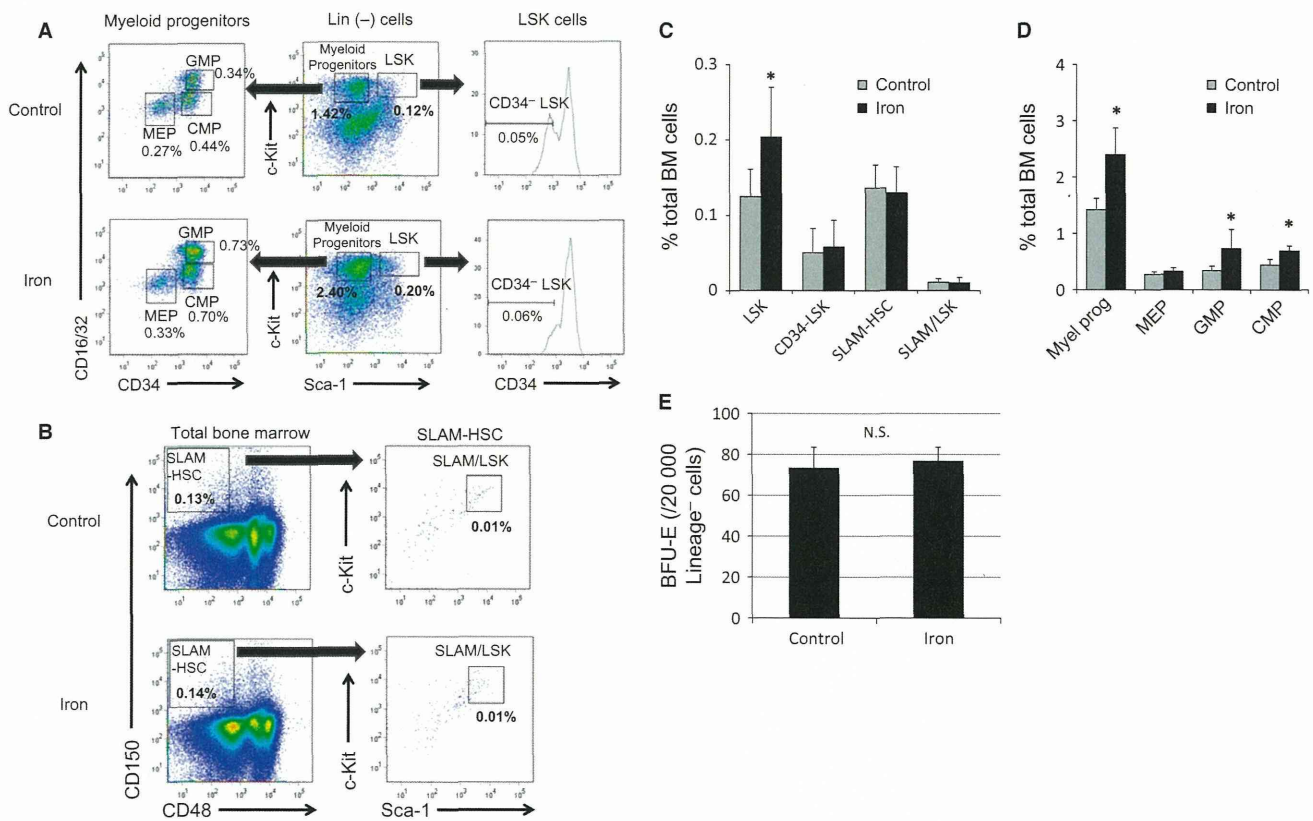 A
Myeloid progenitors
Lin (–) cells
LSK cells
Control
GMP
0.34%
MEP
0.27%
CMP
0.44%
Myeloid
Progenitors
LSK
1.42%
0.12%
c-Kit
CD34⁻ LSK
0.05%
Iron
GMP
0.73%
MEP
0.33%
CMP
0.70%
Myeloid
Progenitors
LSK
2.40%
0.20%
c-Kit
CD34⁻ LSK
0.06%
CD16/32
CD34
Sca-1
CD34
B
Total bone marrow
SLAM-HSC
Control
SLAM
-HSC
0.13%
c-Kit
SLAM/LSK
0.01%
Iron
SLAM
-HSC
0.14%
c-Kit
SLAM/LSK
0.01%
CD150
CD48
Sca-1
C
% total BM cells
0.3
0.2
0.1
0
Control
Iron
*
LSK
CD34-LSK
SLAM-HSC
SLAM/LSK
D
% total BM cells
4
3
2
1
0
Control
Iron
*
*
*
Myel prog
MEP
GMP
CMP
E
BFU-E (/20 000
Lineage⁻ cells)
100
80
60
40
20
0
N.S.
Control
Iron